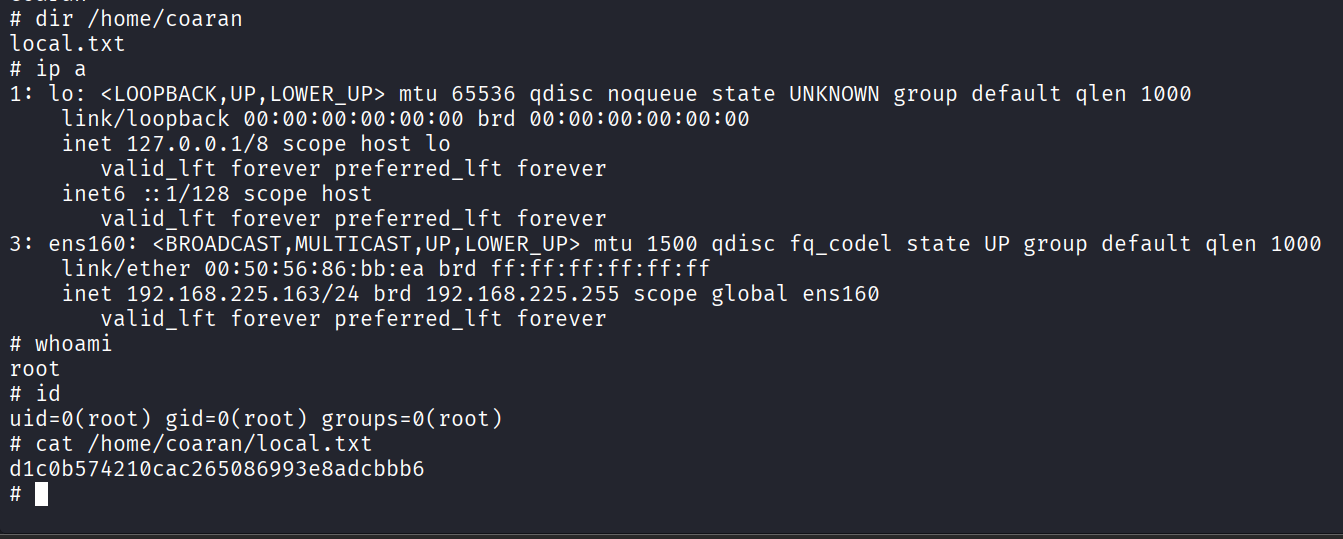 # dir /home/coaran
local.txt
# ip a
1: lo: <LOOPBACK,UP,LOWER_UP> mtu 65536 qdisc noqueue state UNKNOWN group default qlen 1000
    link/loopback 00:00:00:00:00:00 brd 00:00:00:00:00:00
    inet 127.0.0.1/8 scope host lo
       valid_lft forever preferred_lft forever
    inet6 ::1/128 scope host
       valid_lft forever preferred_lft forever
3: ens160: <BROADCAST,MULTICAST,UP,LOWER_UP> mtu 1500 qdisc fq_codel state UP group default qlen 1000
    link/ether 00:50:56:86:bb:ea brd ff:ff:ff:ff:ff:ff
    inet 192.168.225.163/24 brd 192.168.225.255 scope global ens160
       valid_lft forever preferred_lft forever
# whoami
root
# id
uid=0(root) gid=0(root) groups=0(root)
# cat /home/coaran/local.txt
d1c0b574210cac265086993e8adcbbb6
#